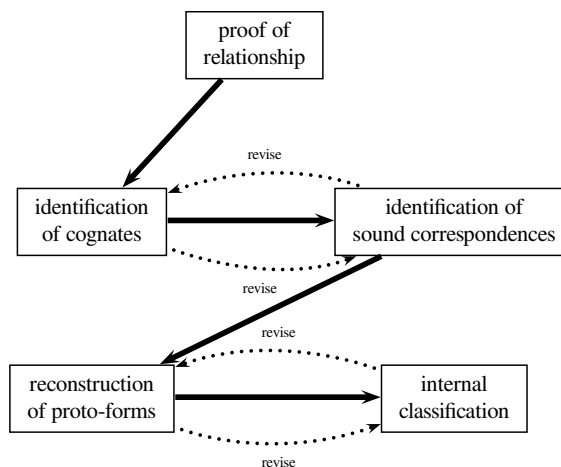 proof of
relationship
revise
identification
of cognates
identification of
sound correspondences
revise
revise
reconstruction
of proto-forms
internal
classification
revise